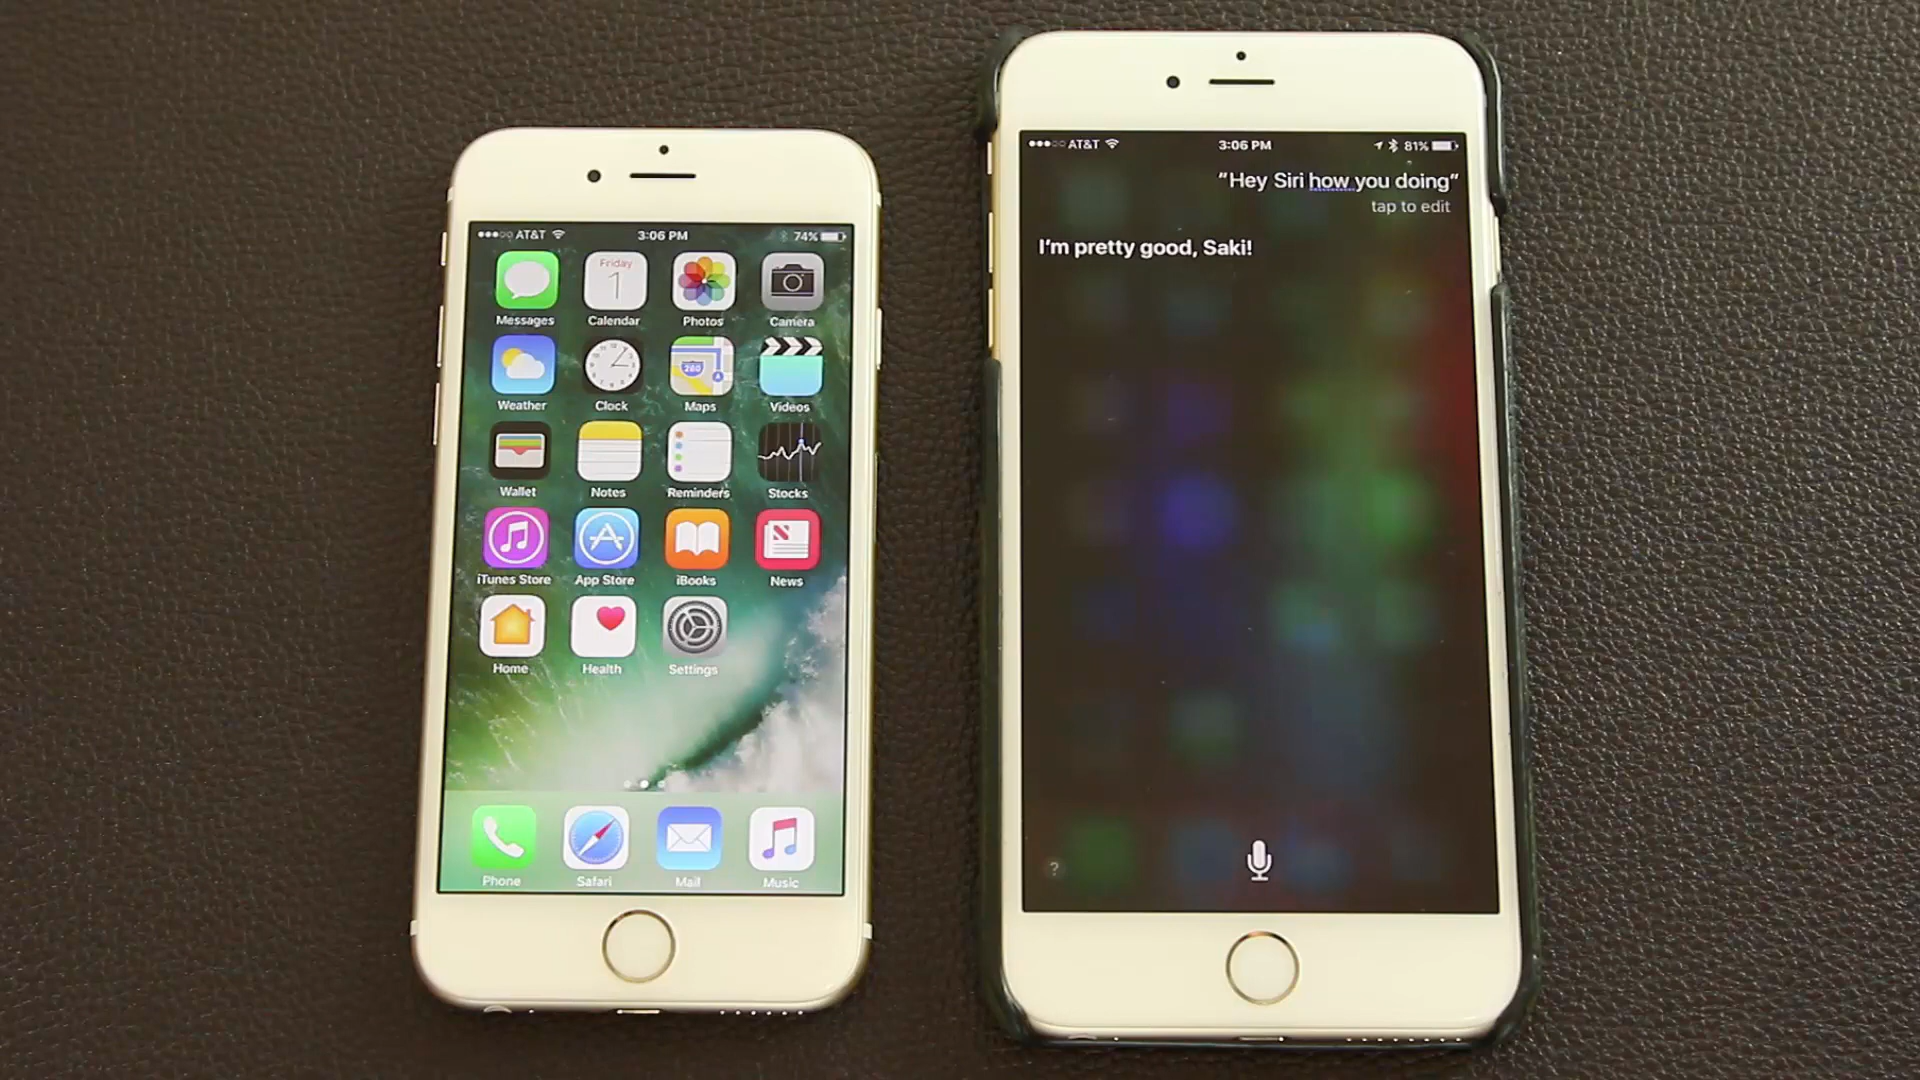 ●●●○○ AT&T 3:06 PM 74%
Friday
1
Messages Calendar Photos Camera
280
Weather Clock Maps Videos
Wallet Notes Reminders Stocks
iTunes Store App Store iBooks News
Home Health Settings
Phone Safari Mail Music
●●●○○ AT&T 3:06 PM 81%
“Hey Siri how you doing”
tap to edit
I’m pretty good, Saki!
?